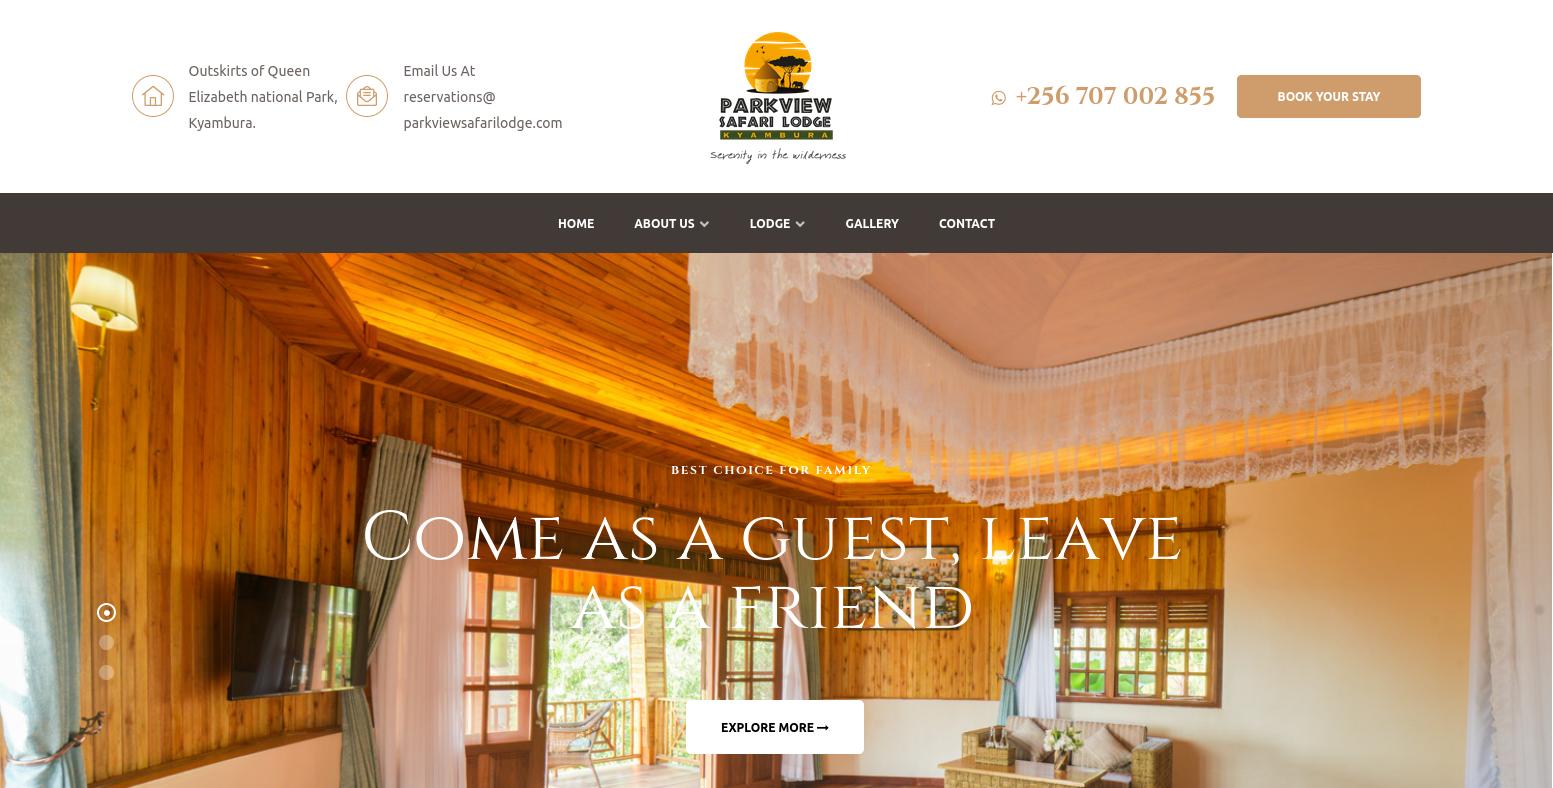 Outskirts of Queen
Elizabeth national Park,
Kyambura.
Email Us At
reservations@
parkviewsafarilodge.com
PARKVIEW
SAFARI LODGE
KYAMBURA
Serenity in the wilderness
+256 707 002 855
BOOK YOUR STAY
HOME
ABOUT US
LODGE
GALLERY
CONTACT
BEST CHOICE FOR FAMILY
Come as a guest, leave
as a friend
EXPLORE MORE